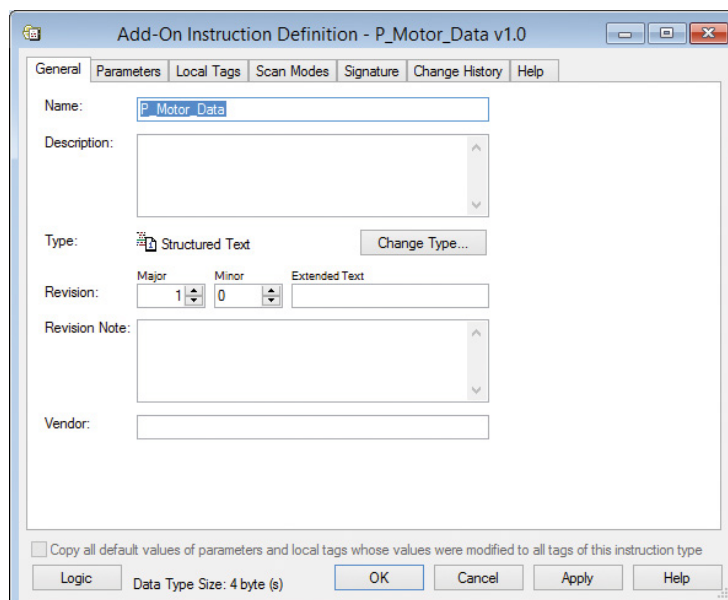 Add-On Instruction Definition - P_Motor_Data v1.0
General Parameters Local Tags Scan Modes Signature Change History Help
Name: P_Motor_Data
Description:
Type: Structured Text Change Type...
Major Minor Extended Text
Revision: 1 0
Revision Note:
Vendor:
Copy all default values of parameters and local tags whose values were modified to all tags of this instruction type
Logic Data Type Size: 4 byte (s) OK Cancel Apply Help